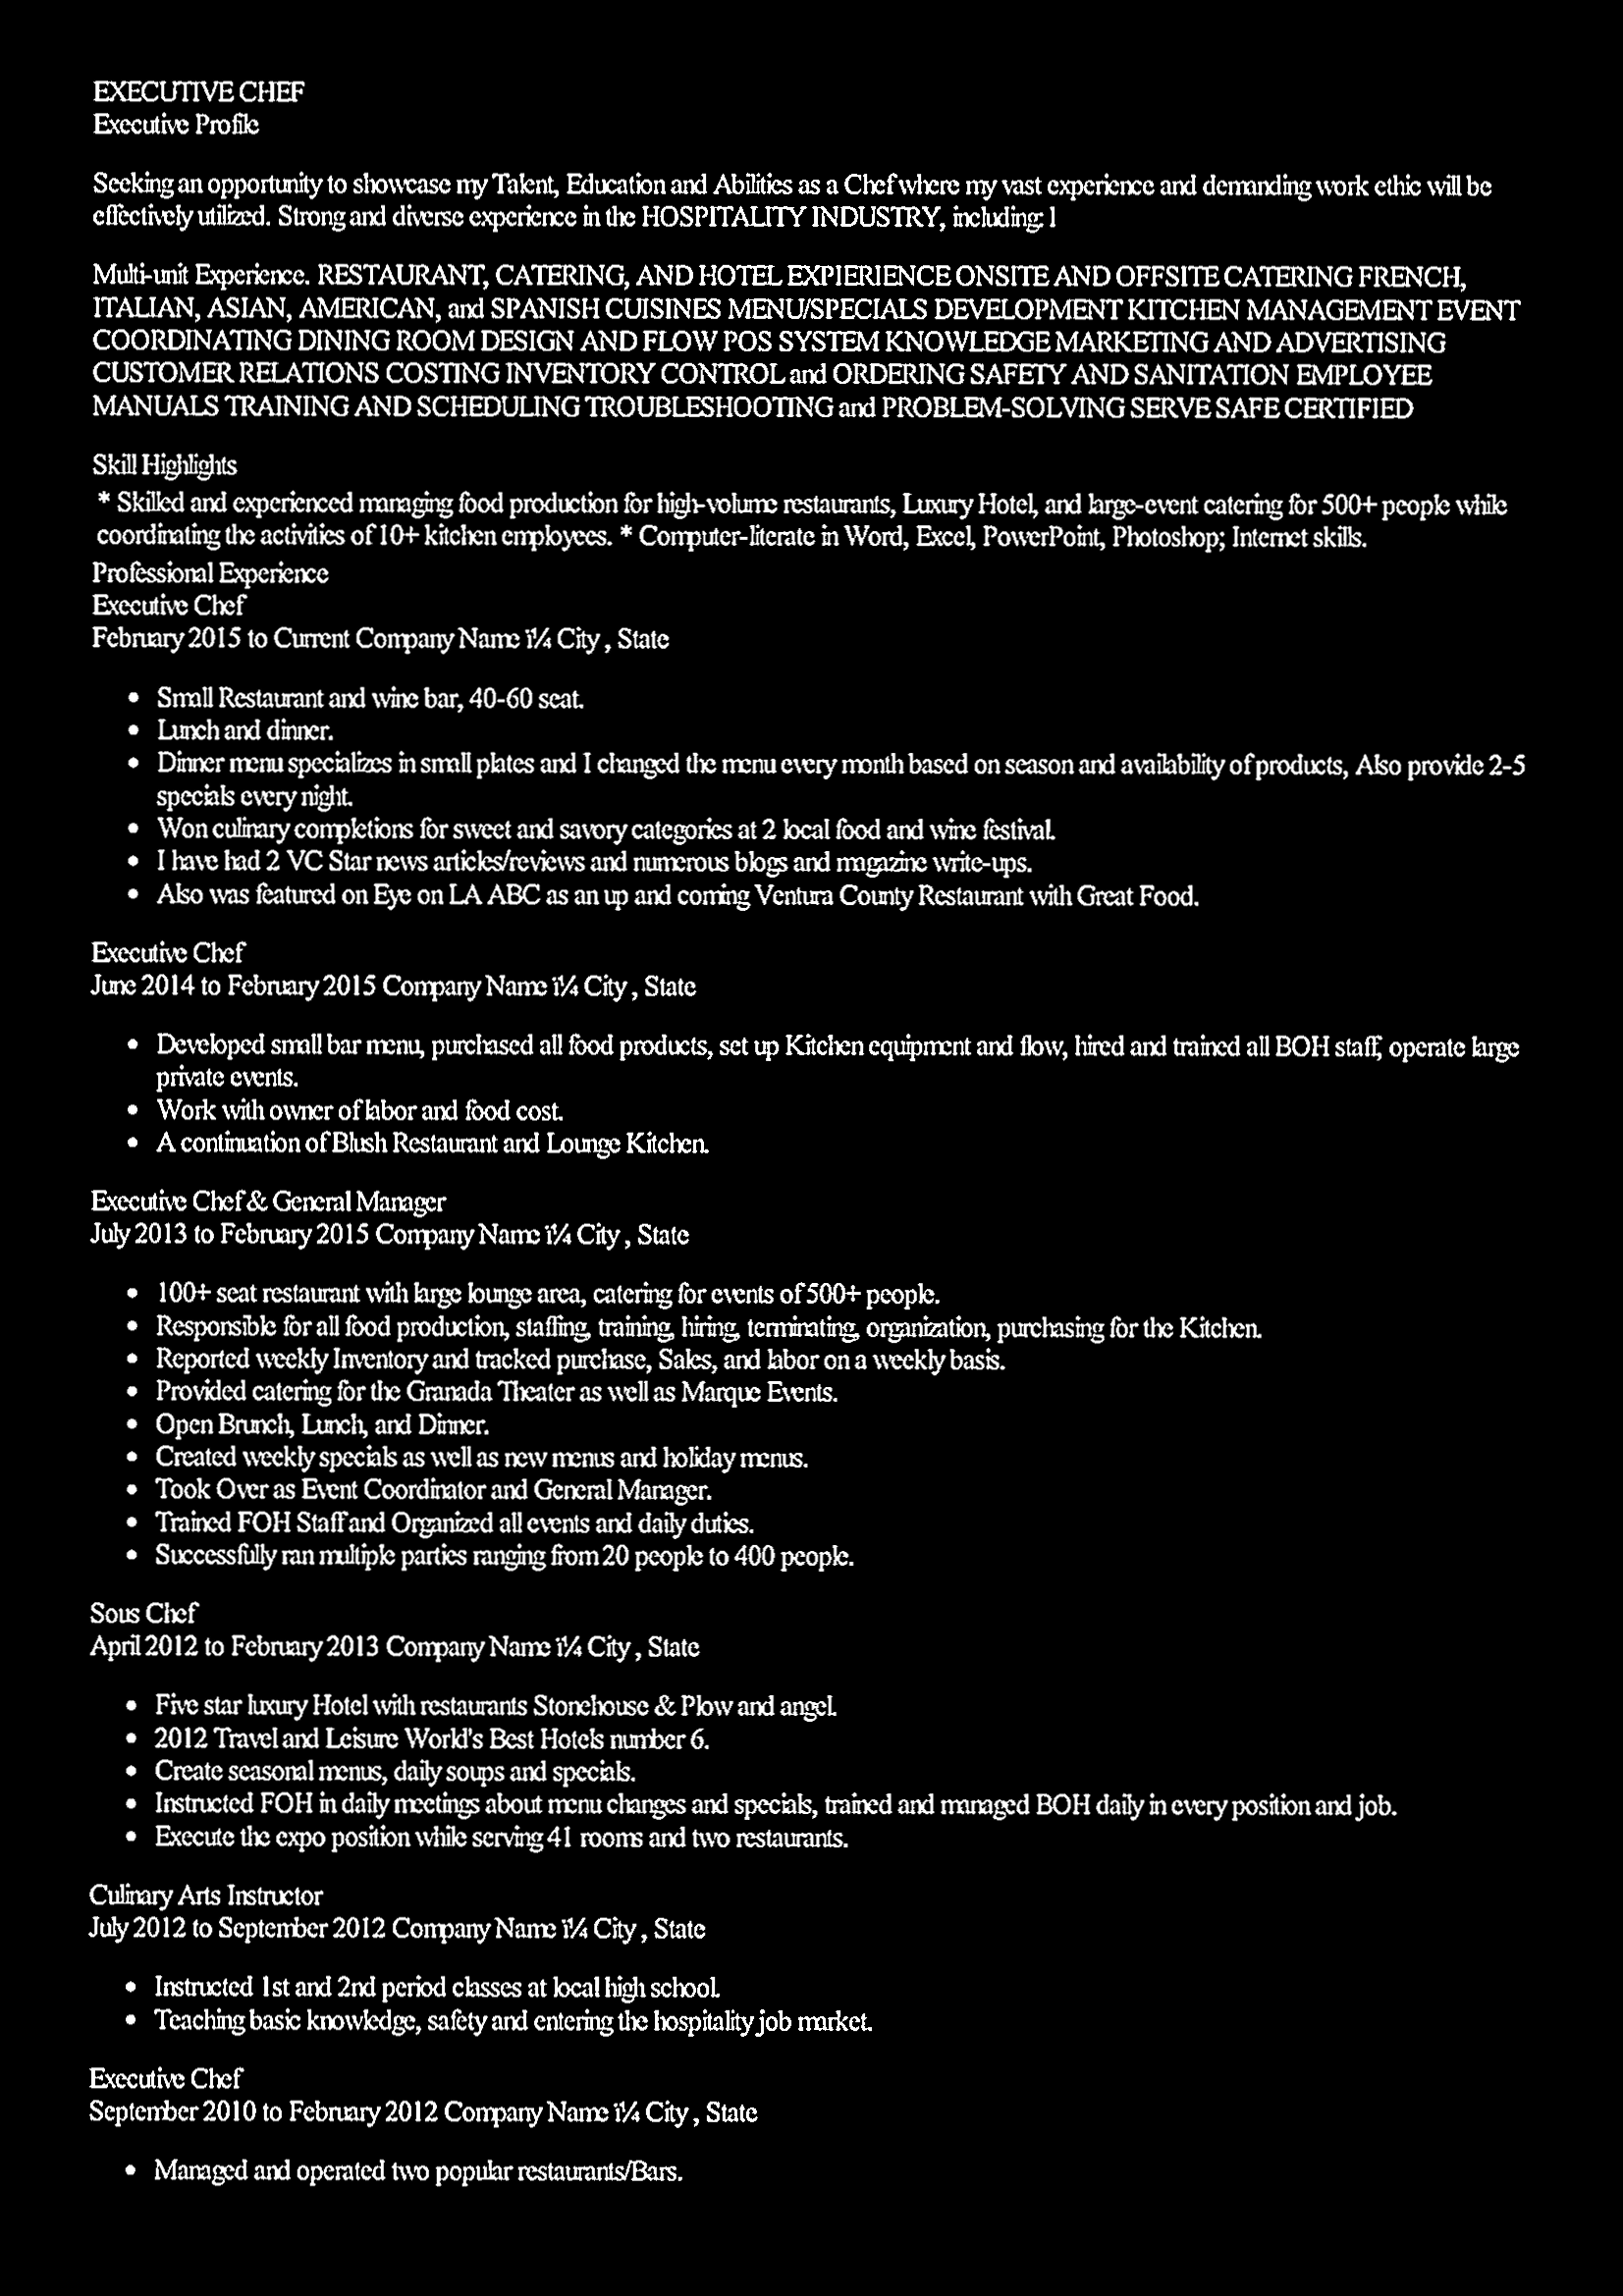 EXECUTIVE CHEF
Executive Profile
Seeking an opportunity to showcase my Talent, Education and Abilities as a Chef where my vast experience and demanding work ethic will be
effectively utilized. Strong and diverse experience in the HOSPITALITY INDUSTRY, including: l
Multi-unit Experience. RESTAURANT, CATERING, AND HOTEL EXPIERIENCE ONSITE AND OFFSITE CATERING FRENCH,
ITALIAN, ASIAN, AMERICAN, and SPANISH CUISINES MENU/SPECIALS DEVELOPMENT KITCHEN MANAGEMENT EVENT
COORDINATING DINING ROOM DESIGN AND FLOW POS SYSTEM KNOWLEDGE MARKETING AND ADVERTISING
CUSTOMER RELATIONS COSTING INVENTORY CONTROL and ORDERING SAFETY AND SANITATION EMPLOYEE
MANUALS TRAINING AND SCHEDULING TROUBLESHOOTING and PROBLEM-SOLVING SERVE SAFE CERTIFIED
Skill Highlights
* Skilled and experienced managing food production for high-volume restaurants, Luxury Hotel, and large-event catering for 500+ people while
coordinating the activities of 10+ kitchen employees. * Computer-literate in Word, Excel, PowerPoint, Photoshop; Internet skills.
Professional Experience
Executive Chef
February 2015 to Current Company Name ï¼ City , State
• Small Restaurant and wine bar, 40-60 seat.
• Lunch and dinner.
• Dinner menu specializes in small plates and I changed the menu every month based on season and availability of products, Also provide 2-5
specials every night.
• Won culinary completions for sweet and savory categories at 2 local food and wine festival.
• I have had 2 VC Star news articles/reviews and numerous blogs and magazine write-ups.
• Also was featured on Eye on LA ABC as an up and coming Ventura County Restaurant with Great Food.
Executive Chef
June 2014 to February 2015 Company Name ï¼ City , State
• Developed small bar menu, purchased all food products, set up Kitchen equipment and flow, hired and trained all BOH staff, operate large
private events.
• Work with owner of labor and food cost.
• A continuation of Blush Restaurant and Lounge Kitchen.
Executive Chef & General Manager
July 2013 to February 2015 Company Name ï¼ City , State
• 100+ seat restaurant with large lounge area, catering for events of 500+ people.
• Responsible for all food production, staffing, training, hiring, terminating, organization, purchasing for the Kitchen.
• Reported weekly Inventory and tracked purchase, Sales, and labor on a weekly basis.
• Provided catering for the Granada Theater as well as Marque Events.
• Open Brunch, Lunch, and Dinner.
• Created weekly specials as well as new menus and holiday menus.
• Took Over as Event Coordinator and General Manager.
• Trained FOH Staff and Organized all events and daily duties.
• Successfully ran multiple parties ranging from 20 people to 400 people.
Sous Chef
April 2012 to February 2013 Company Name ï¼ City , State
• Five star luxury Hotel with restaurants Stonehouse & Plow and angel.
• 2012 Travel and Leisure World's Best Hotels number 6.
• Create seasonal menus, daily soups and specials.
• Instructed FOH in daily meetings about menu changes and specials, trained and managed BOH daily in every position and job.
• Execute the expo position while serving 41 rooms and two restaurants.
Culinary Arts Instructor
July 2012 to September 2012 Company Name ï¼ City , State
• Instructed 1st and 2nd period classes at local high school.
• Teaching basic knowledge, safety and entering the hospitality job market.
Executive Chef
September 2010 to February 2012 Company Name ï¼ City , State
• Managed and operated two popular restaurants/Bars.